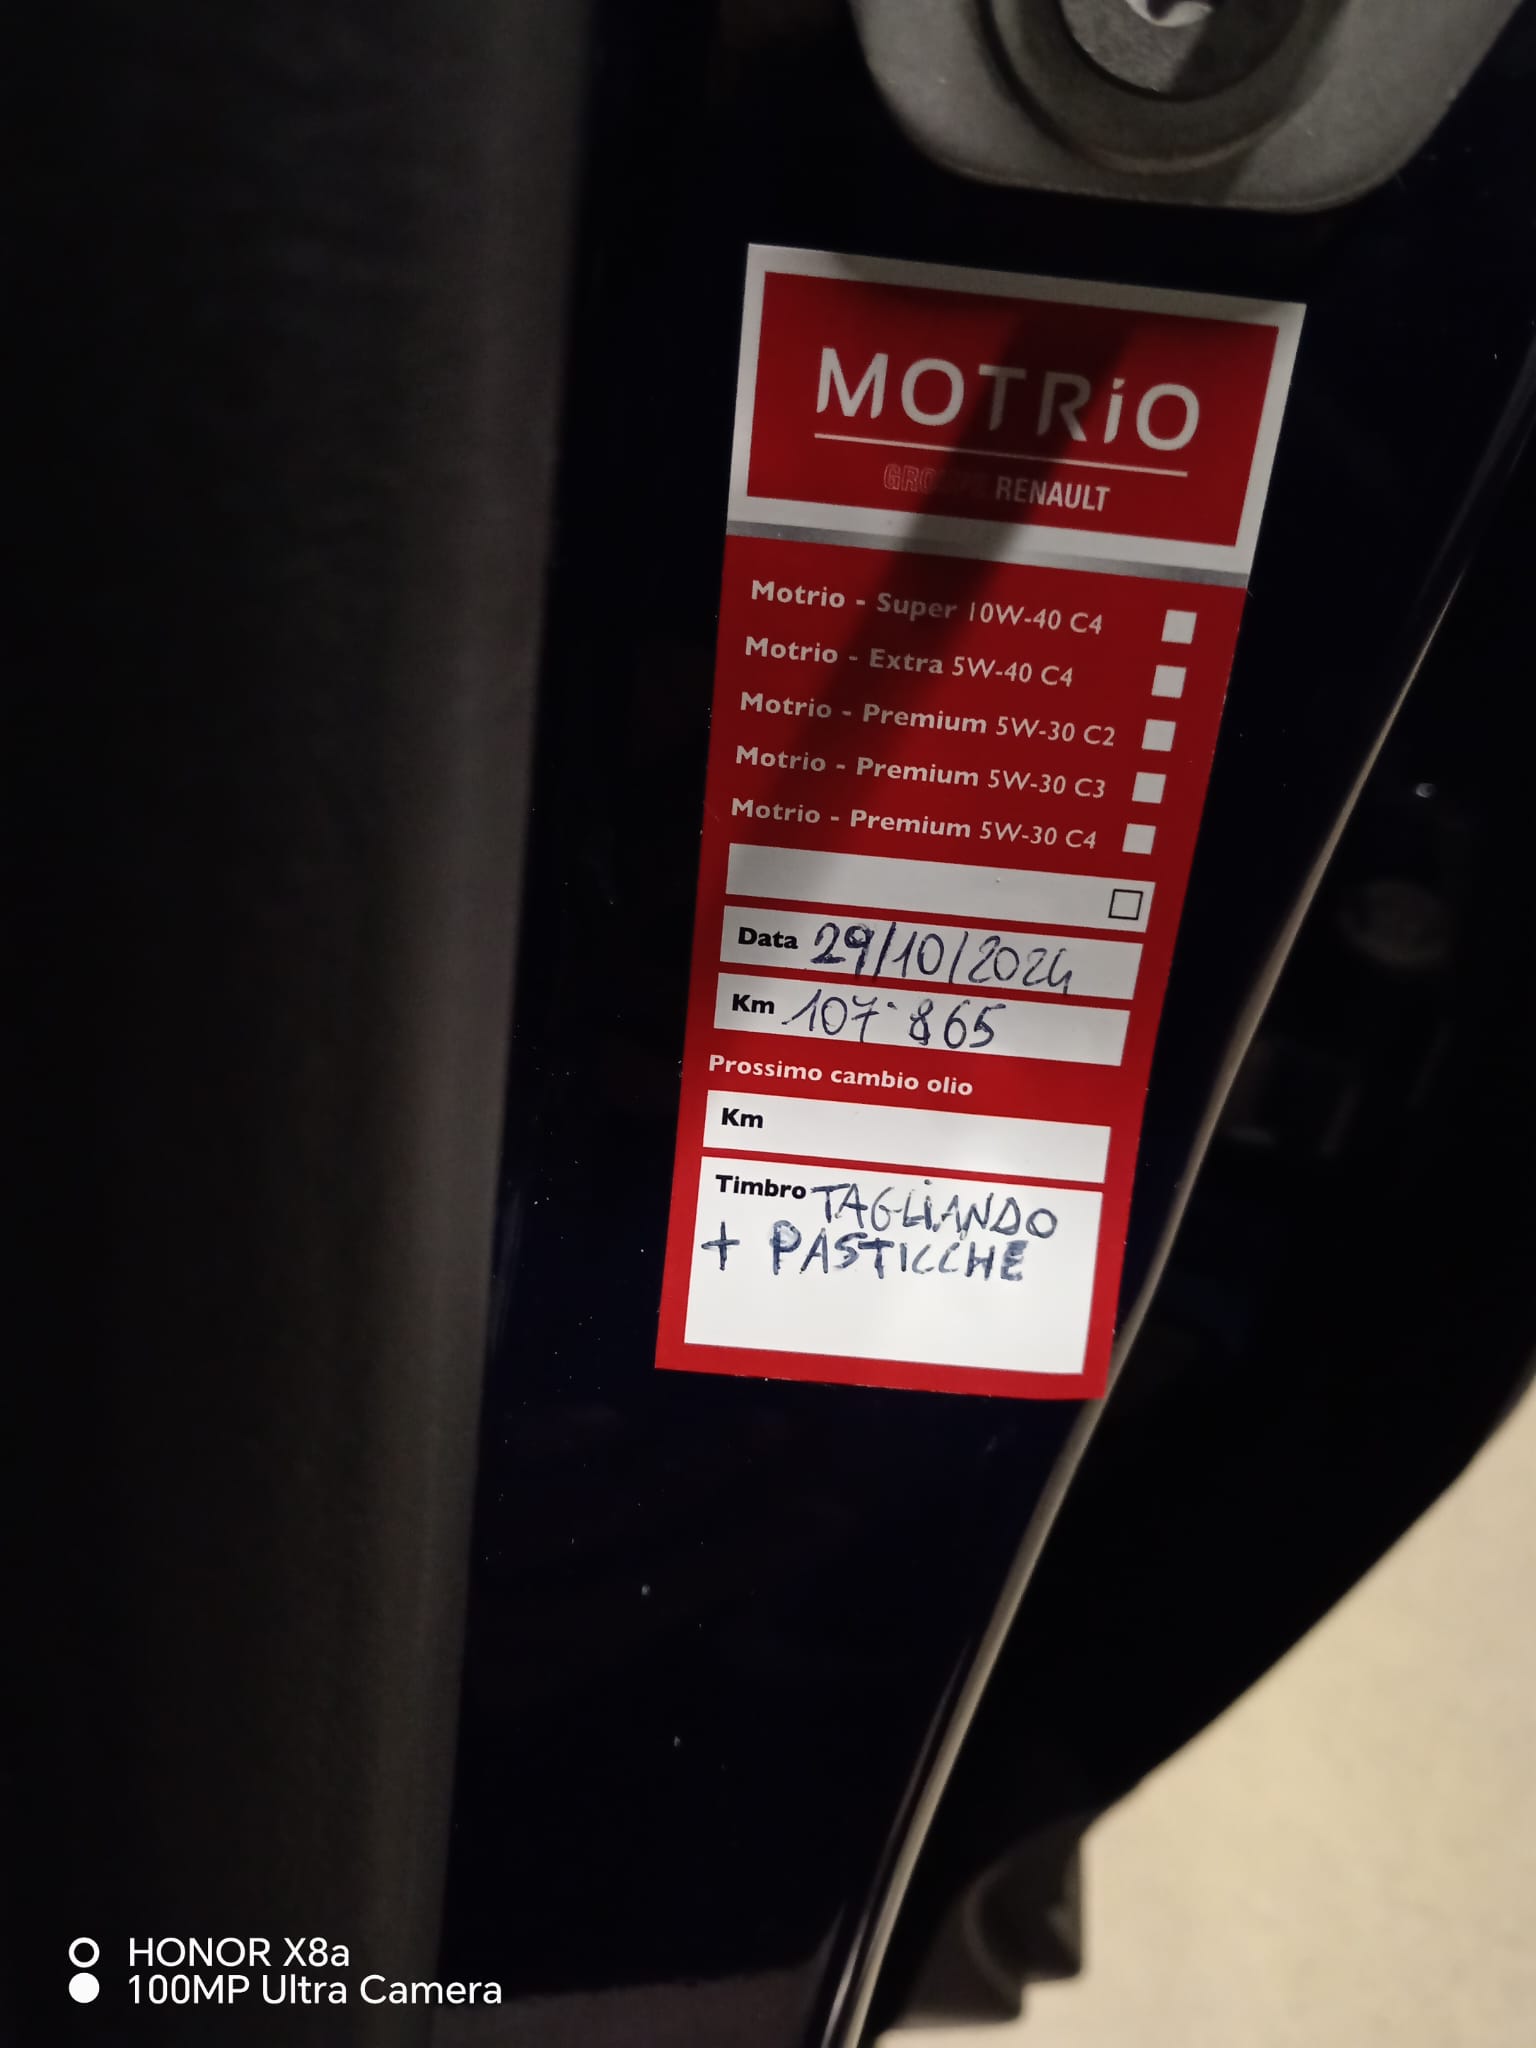 MOTRiO
GROUPE RENAULT
Motrio - Super 10W-40 C4
Motrio - Extra 5W-40 C4
Motrio - Premium 5W-30 C2
Motrio - Premium 5W-30 C3
Motrio - Premium 5W-30 C4
Data 29/10/2024
Km 107·865
Prossimo cambio olio
Km
Timbro TAGLiANDO
+ PASTICCHE
HONOR X8a
100MP Ultra Camera